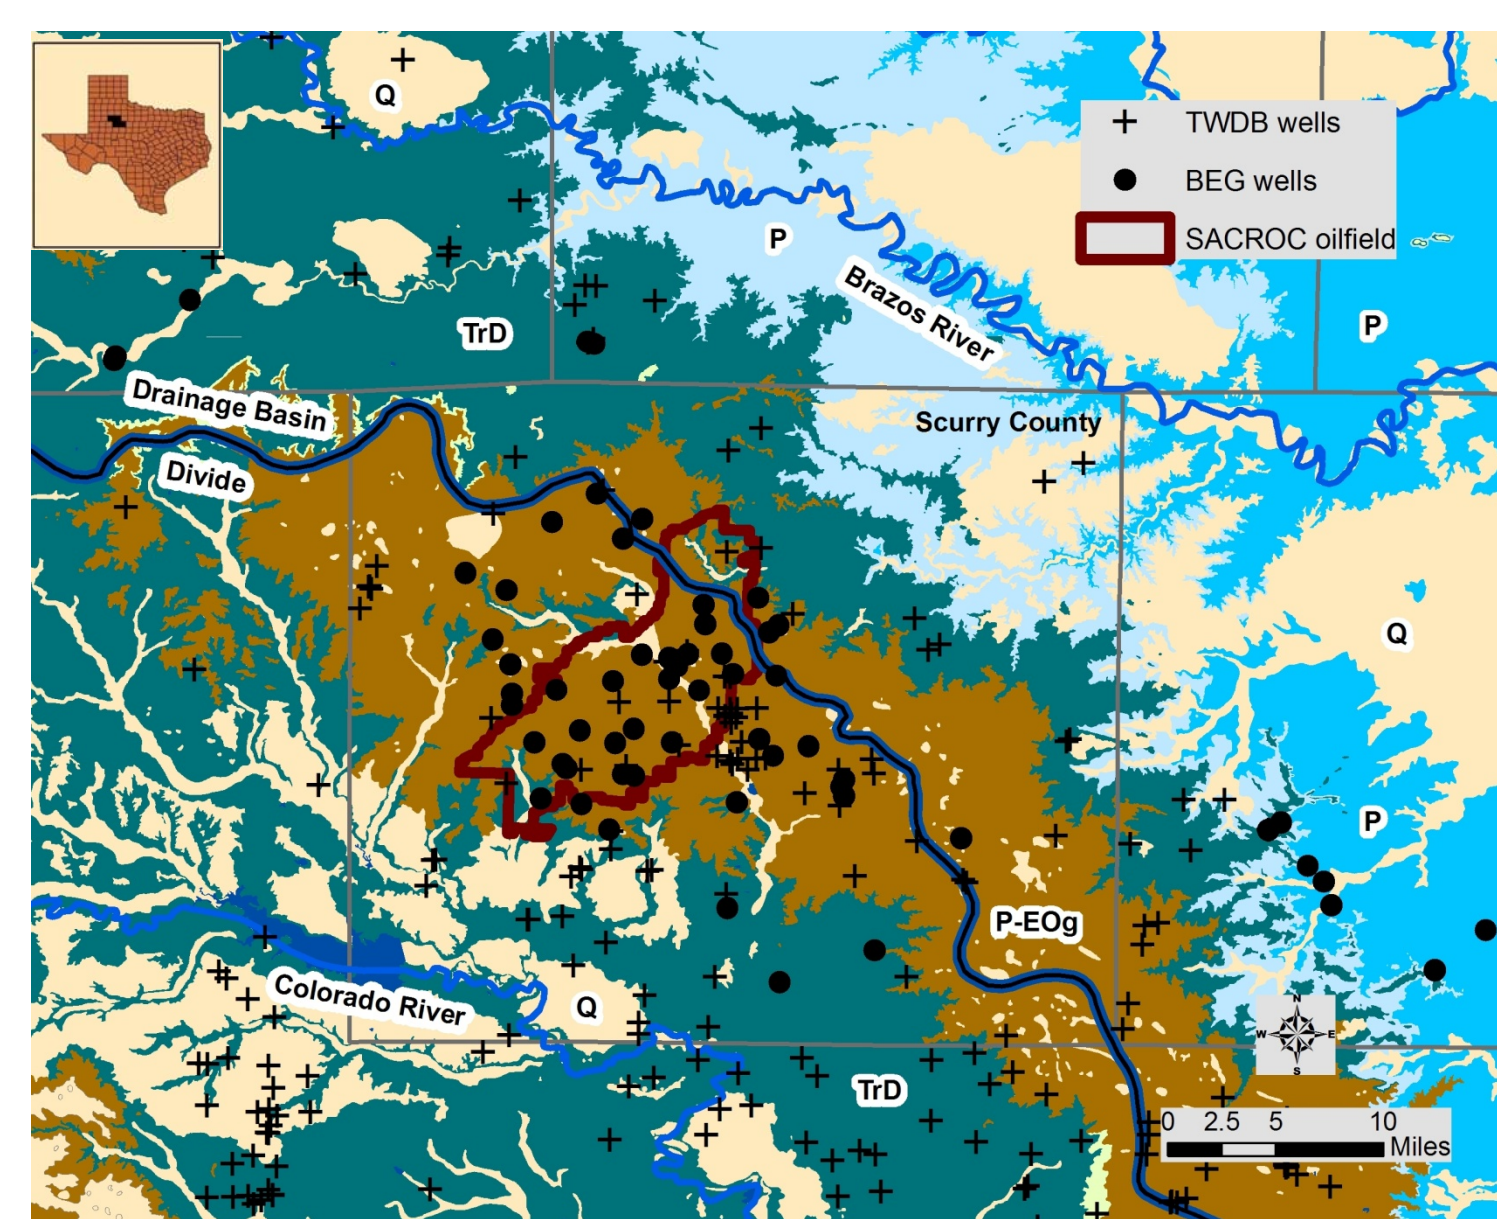 Q
TWDB wells
BEG wells
SACROC oilfield
P
Brazos River
TrD
P
Drainage Basin
Divide
Scurry County
Q
P
P-EOg
Colorado River
Q
N
W E
S
TrD
0 2.5 5 10
Miles